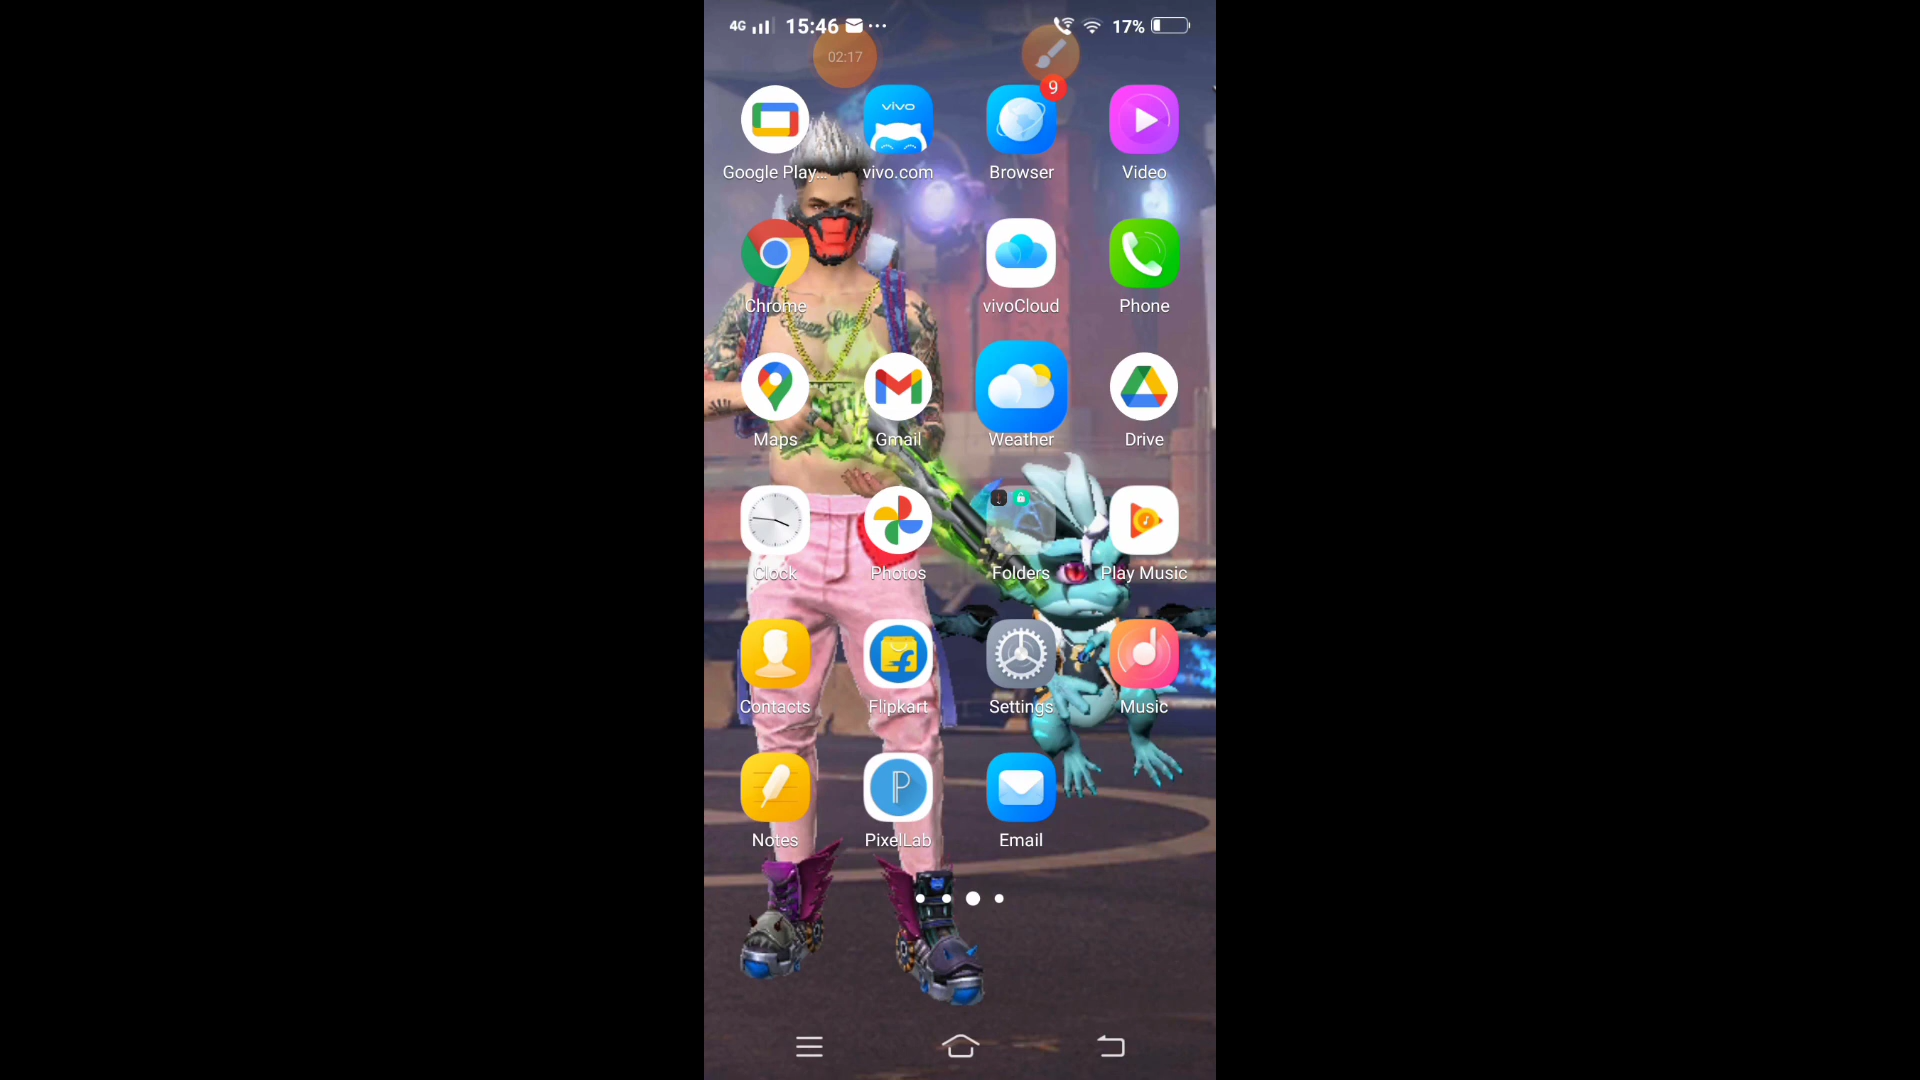 4G 15:46 ... 17%
02:17
9
vivo
Google Play... vivo.com Browser Video
Chrome vivoCloud Phone
Maps Gmail Weather Drive
Clock Photos Folders Play Music
Contacts Flipkart Settings Music
P
Notes PixelLab Email